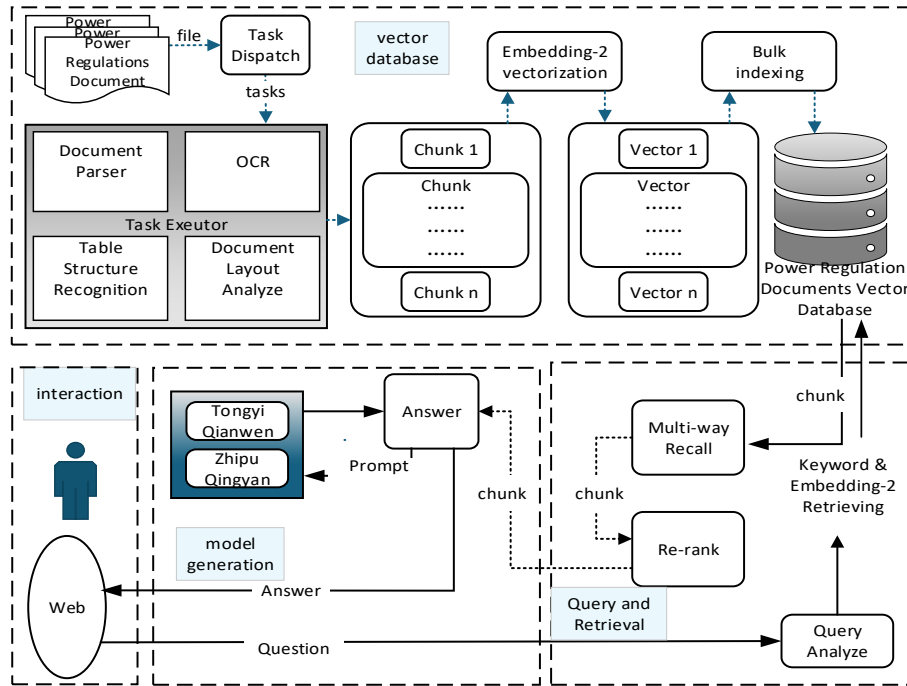 Power
Power
Power
Regulations
Document
file
Task
Dispatch
tasks
vector
database
Embedding-2
vectorization
Bulk
indexing
Document
Parser
OCR
Task Exeutor
Table
Structure
Recognition
Document
Layout
Analyze
Chunk 1
Chunk
......
......
......
Chunk n
Vector 1
Vector
......
......
......
Vector n
Power Regulation
Documents Vector
Database
interaction
Web
Tongyi
Qianwen
Zhipu
Qingyan
Answer
Prompt
model
generation
Answer
Question
chunk
Multi-way
Recall
chunk
Re-rank
chunk
Keyword &
Embedding-2
Retrieving
Query and
Retrieval
Query
Analyze